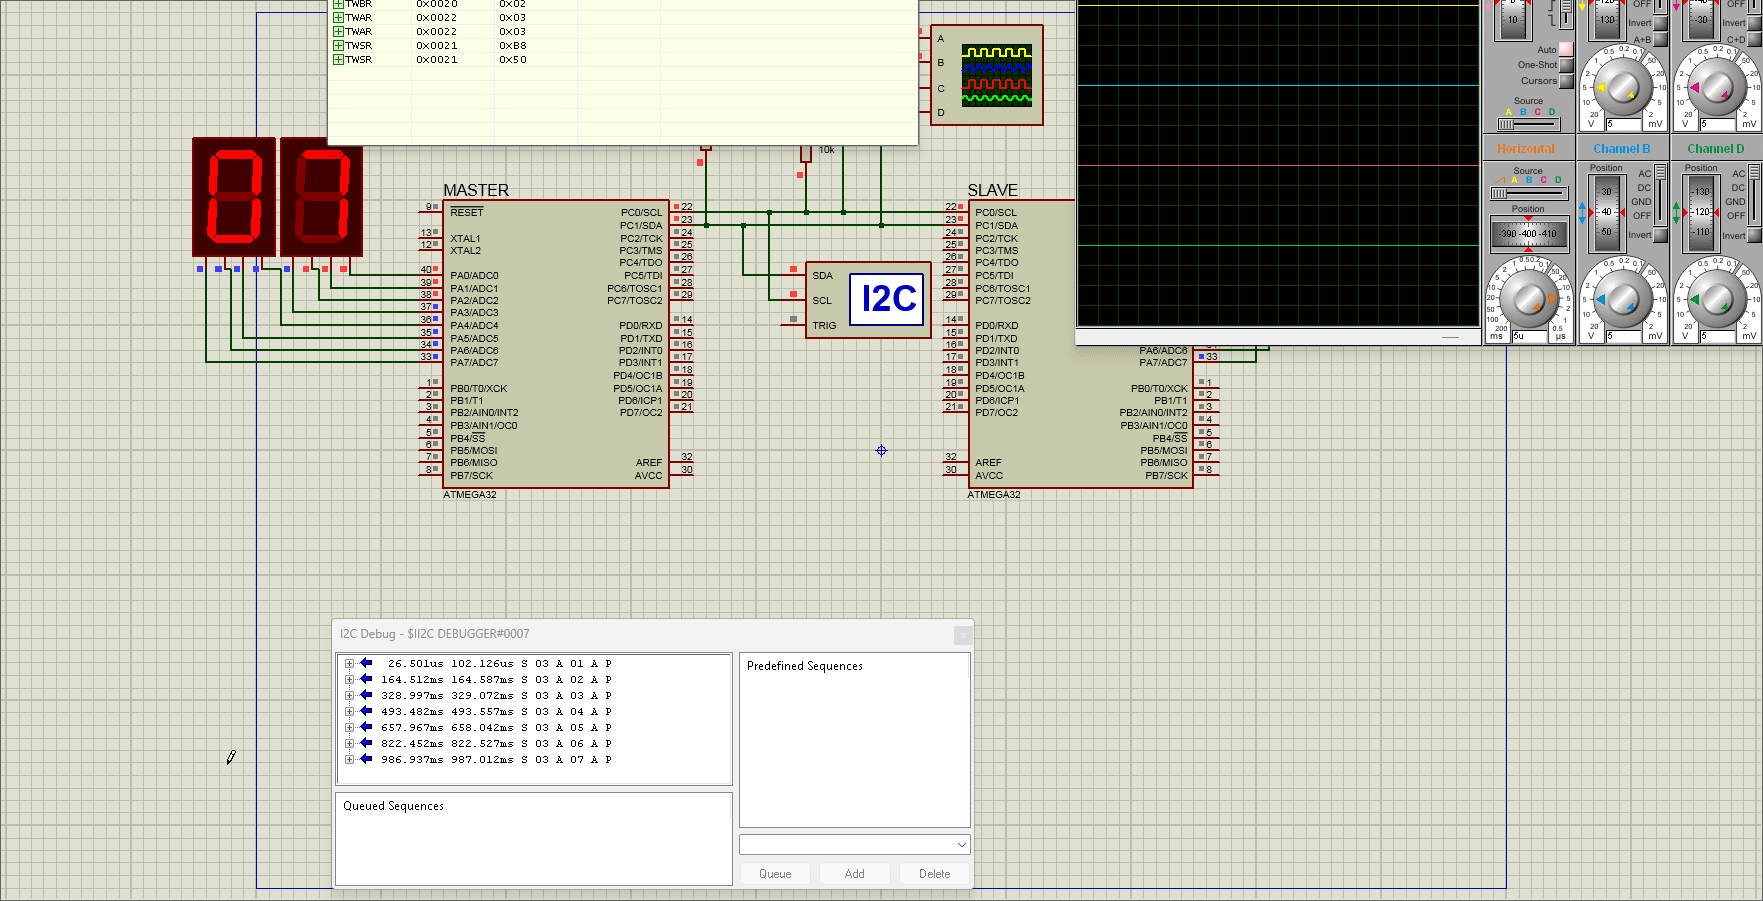 TWBR 0x0020 0x02
TWAR 0x0022 0x03
TWAR 0x0022 0x03
TWSR 0x0021 0xB8
TWSR 0x0021 0x50
A
B
C
D
10k
MASTER
9 RESET
13 XTAL1
12 XTAL2
40 PA0/ADC0
39 PA1/ADC1
38 PA2/ADC2
37 PA3/ADC3
36 PA4/ADC4
35 PA5/ADC5
34 PA6/ADC6
33 PA7/ADC7
1 PB0/T0/XCK
2 PB1/T1
3 PB2/AIN0/INT2
4 PB3/AIN1/OC0
5 PB4/SS
6 PB5/MOSI
7 PB6/MISO
8 PB7/SCK
PC0/SCL 22
PC1/SDA 23
PC2/TCK 24
PC3/TMS 25
PC4/TDO 26
PC5/TDI 27
PC6/TOSC1 28
PC7/TOSC2 29
PD0/RXD 14
PD1/TXD 15
PD2/INT0 16
PD3/INT1 17
PD4/OC1B 18
PD5/OC1A 19
PD6/ICP1 20
PD7/OC2 21
AREF 32
AVCC 30
ATMEGA32
SDA
SCL
TRIG
I2C
SLAVE
22 PC0/SCL
23 PC1/SDA
24 PC2/TCK
25 PC3/TMS
26 PC4/TDO
27 PC5/TDI
28 PC6/TOSC1
29 PC7/TOSC2
14 PD0/RXD
15 PD1/TXD
16 PD2/INT0
17 PD3/INT1
18 PD4/OC1B
19 PD5/OC1A
20 PD6/ICP1
21 PD7/OC2
32 AREF
30 AVCC
PA6/ADC6
PA7/ADC7 33
PB0/T0/XCK 1
PB1/T1 2
PB2/AIN0/INT2 3
PB3/AIN1/OC0 4
PB4/SS 5
PB5/MOSI 6
PB6/MISO 7
PB7/SCK 8
ATMEGA32
10
Auto
One-Shot
Cursors
Source
A B C D
Horizontal
Source
A B C D
Position
-390 -400 -410
ms 5u µs
130
OFF
Invert
A+B
V 5 mV
Channel B
Position
AC
DC
GND
OFF
Invert
30
40
50
V 5 mV
-30
OFF
Invert
C+D
V 5 mV
Channel D
Position
AC
DC
GND
OFF
Invert
-130
-120
-110
V 5 mV
I2C Debug - $II2C DEBUGGER#0007
26.501us 102.126us S 03 A 01 A P
164.512ms 164.587ms S 03 A 02 A P
328.997ms 329.072ms S 03 A 03 A P
493.482ms 493.557ms S 03 A 04 A P
657.967ms 658.042ms S 03 A 05 A P
822.452ms 822.527ms S 03 A 06 A P
986.937ms 987.012ms S 03 A 07 A P
Queued Sequences
Predefined Sequences
Queue
Add
Delete